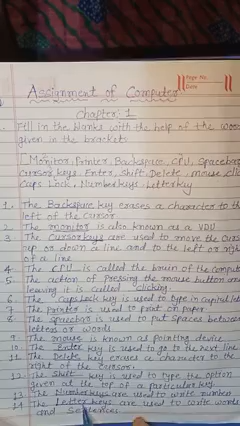 Page No.
Date
Assignment of Computer
Chapter: 1
Fill in the blanks with the help of the words
given in the bracket:
[Monitor, Printer, Backspace, CPU, Spacebar
Cursor keys, Enter, Shift, Delete, mouse, click
Caps Lock, Number keys, Letter key
1. The Backspace key erases a character to the
left of the cursor
2. The monitor is also known as a VDU
3. The Cursor keys are used to move the curs
up or down a line and to the left or right
of a line
4. The CPU is called the brain of the Compute
5. The action of pressing the mouse button and
leaving it is called clicking.
6. The Caps Lock key is used to type in capital let
7. The Printer is used to print on paper
8. The spacebar is used to put spaces between
letters or words
9. The mouse is known as pointing device
10. The Enter key is used to go to the next line
11. The Delete key erases a character to the
right of the cursor.
12. The Shift key is used to type the option
given at the top of a particular key
13. The Number keys are used to write number
14. The Letter keys are used to write words
and Sentences